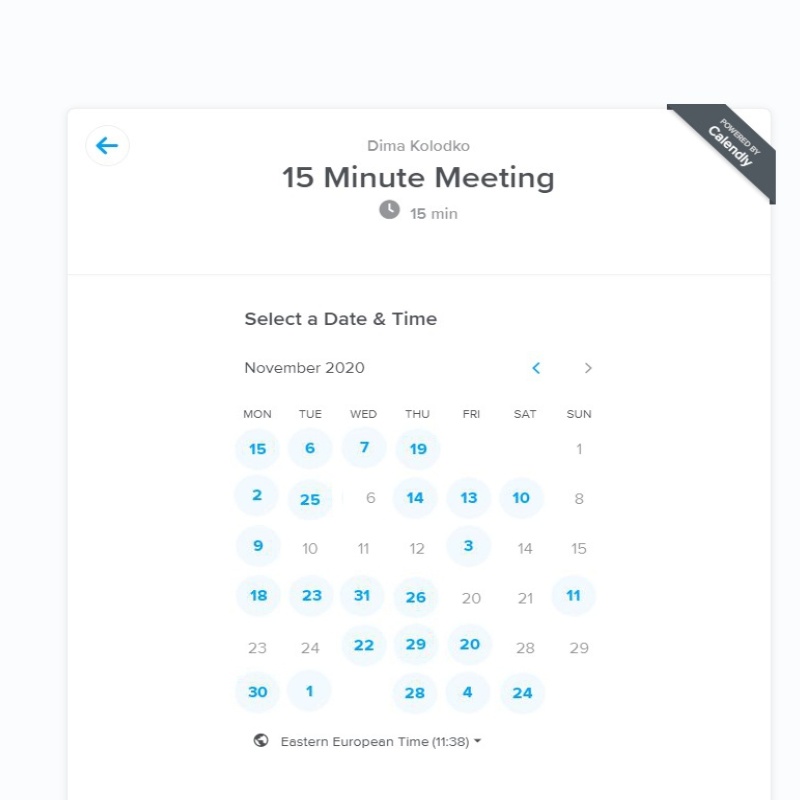 POWERED BY
Calendly
Dima Kolodko
15 Minute Meeting
15 min
Select a Date & Time
November 2020
MON TUE WED THU FRI SAT SUN
15 6 7 19 1
2 25 6 14 13 10 8
9 10 11 12 3 14 15
18 23 31 26 20 21 11
23 24 22 29 20 28 29
30 1 28 4 24
Eastern European Time (11:38)